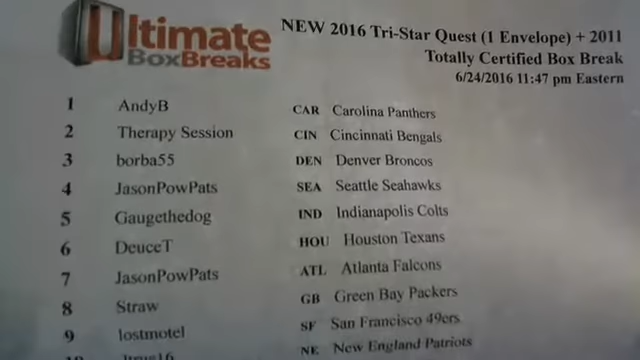 Ultimate
BoxBreaks
NEW 2016 Tri-Star Quest (1 Envelope) + 2011
Totally Certified Box Break
6/24/2016 11:47 pm Eastern
1 AndyB CAR Carolina Panthers
2 Therapy Session CIN Cincinnati Bengals
3 borba55 DEN Denver Broncos
4 JasonPowPats SEA Seattle Seahawks
5 Gaugethedog IND Indianapolis Colts
6 DeuceT HOU Houston Texans
7 JasonPowPats ATL Atlanta Falcons
8 Straw GB Green Bay Packers
9 lostmotel SF San Francisco 49ers
NE New England Patriots